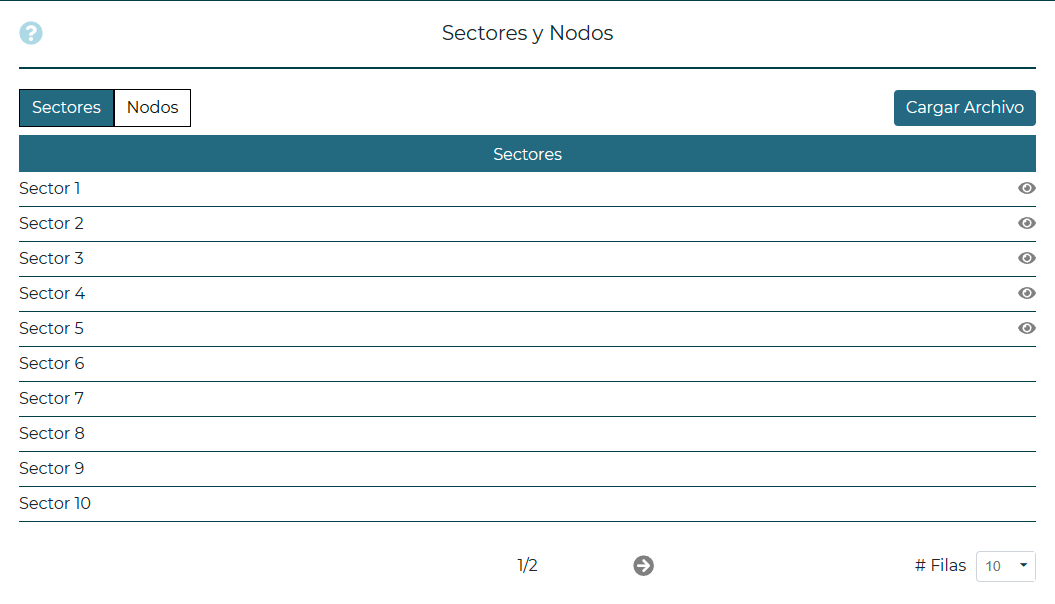 Sectores y Nodos
Sectores Nodos Cargar Archivo
Sectores
Sector 1
Sector 2
Sector 3
Sector 4
Sector 5
Sector 6
Sector 7
Sector 8
Sector 9
Sector 10
1/2 # Filas 10